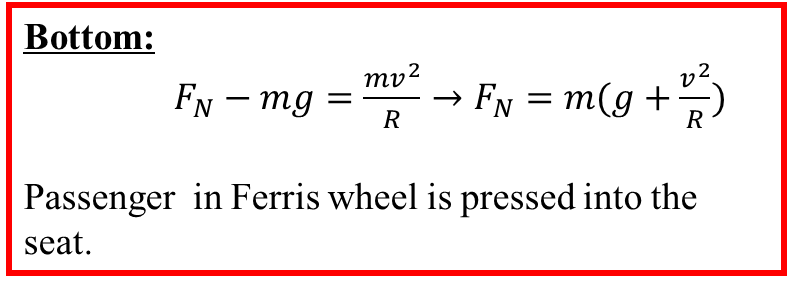 Bottom:
F_N − mg = mv²/R → F_N = m(g + v²/R)
Passenger in Ferris wheel is pressed into the
seat.